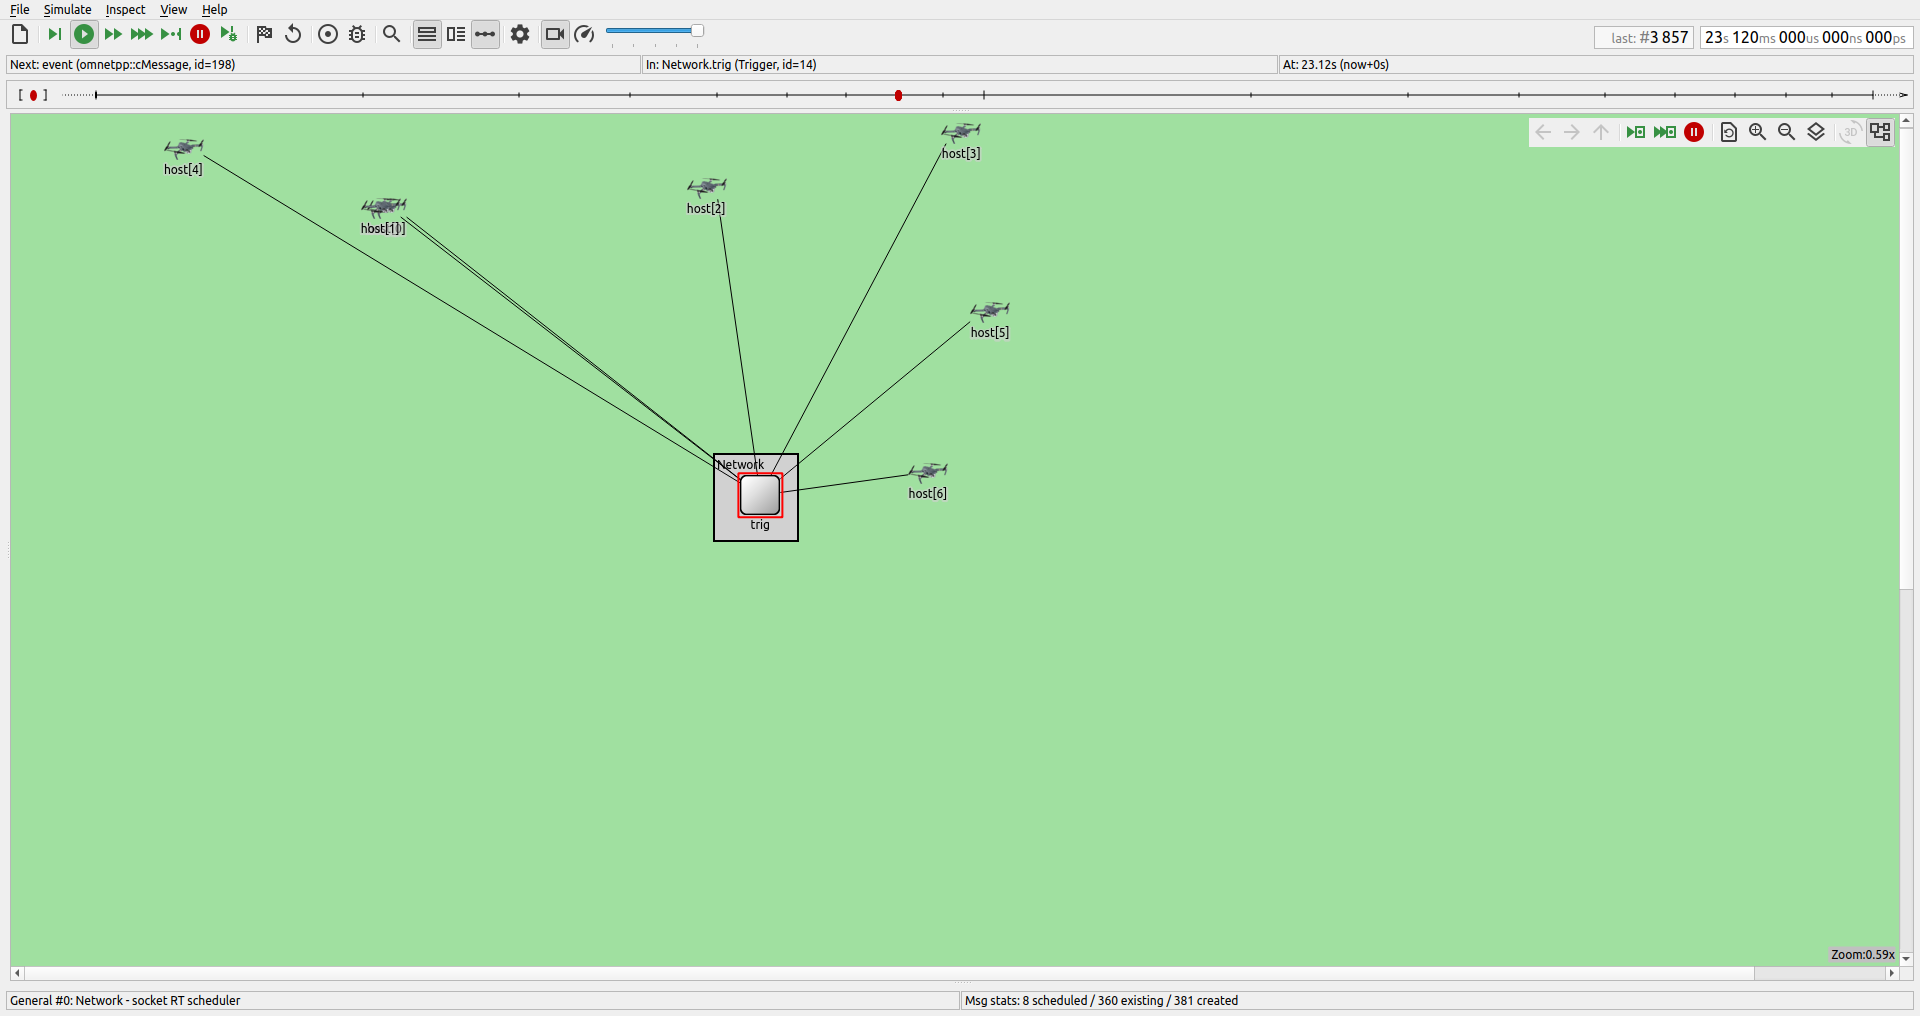 File Simulate Inspect View Help
last: #3 857
23s 120ms 000us 000ns 000ps
Next: event (omnetpp::cMessage, id=198)
In: Network.trig (Trigger, id=14)
At: 23.12s (now+0s)
3D
host[4]
host[3]
host[2]
host[1]
host[5]
Network
host[6]
trig
Zoom:0.59x
General #0: Network - socket RT scheduler
Msg stats: 8 scheduled / 360 existing / 381 created